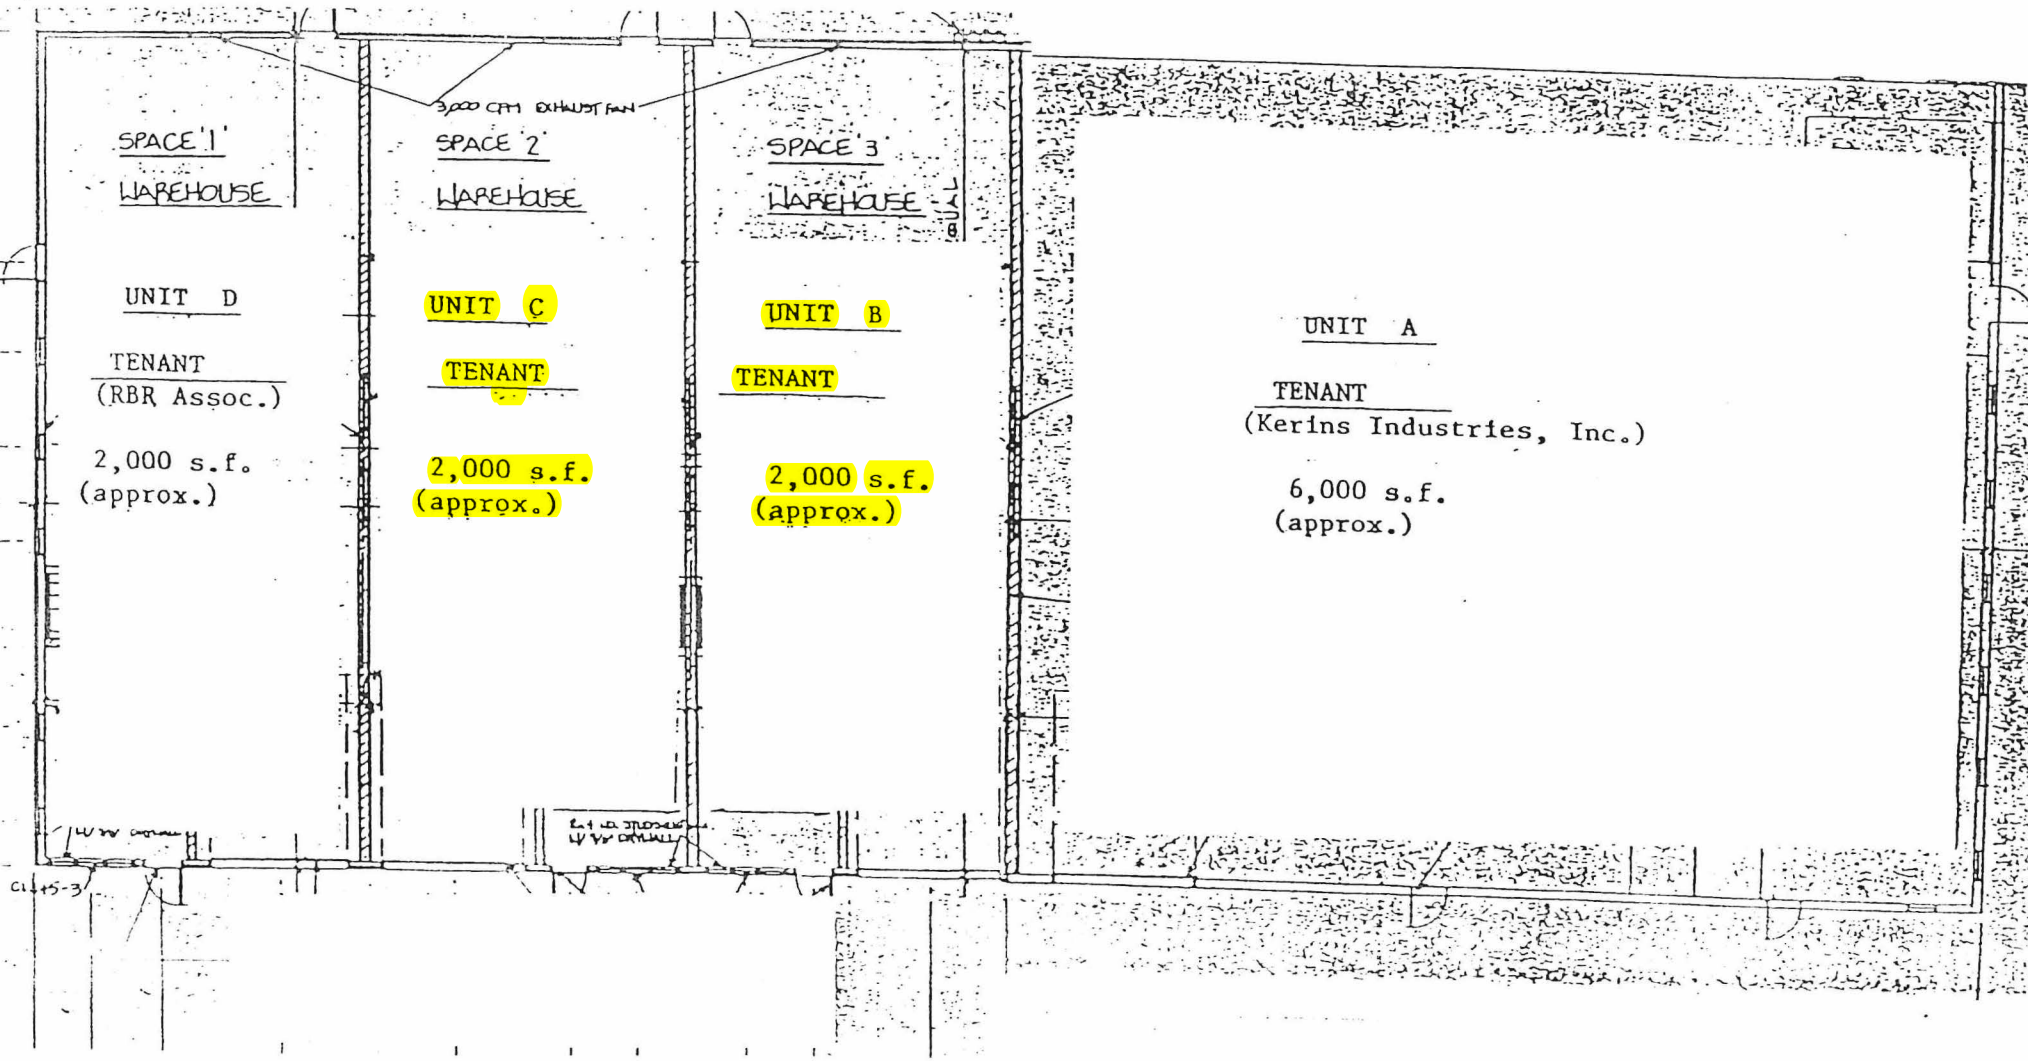 3,000 CFM EXHAUST FAN
SPACE '1'
WAREHOUSE
UNIT D
TENANT
(RBR Assoc.)
2,000 s.f.
(approx.)
SPACE '2'
WAREHOUSE
UNIT C
TENANT
2,000 s.f.
(approx.)
SPACE '3'
WAREHOUSE
UNIT B
TENANT
2,000 s.f.
(approx.)
UNIT A
TENANT
(Kerins Industries, Inc.)
6,000 s.f.
(approx.)